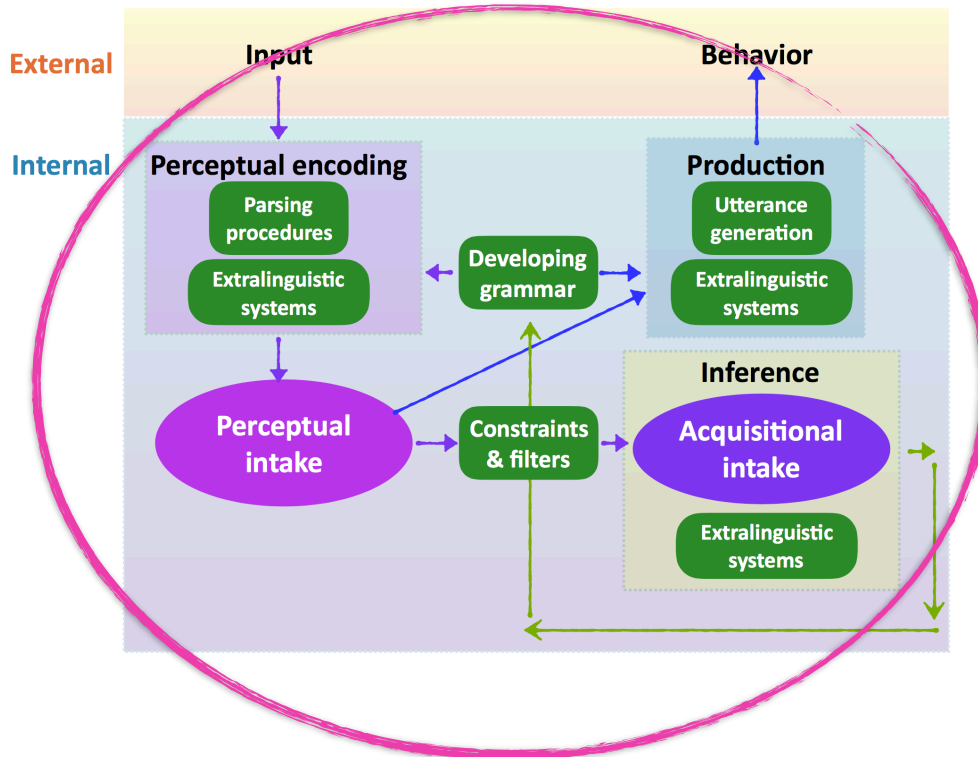 External
Input
Behavior
Internal
Perceptual encoding
Parsing
procedures
Extralinguistic
systems
Developing
grammar
Production
Utterance
generation
Extralinguistic
systems
Perceptual
intake
Constraints
& filters
Inference
Acquisitional
intake
Extralinguistic
systems